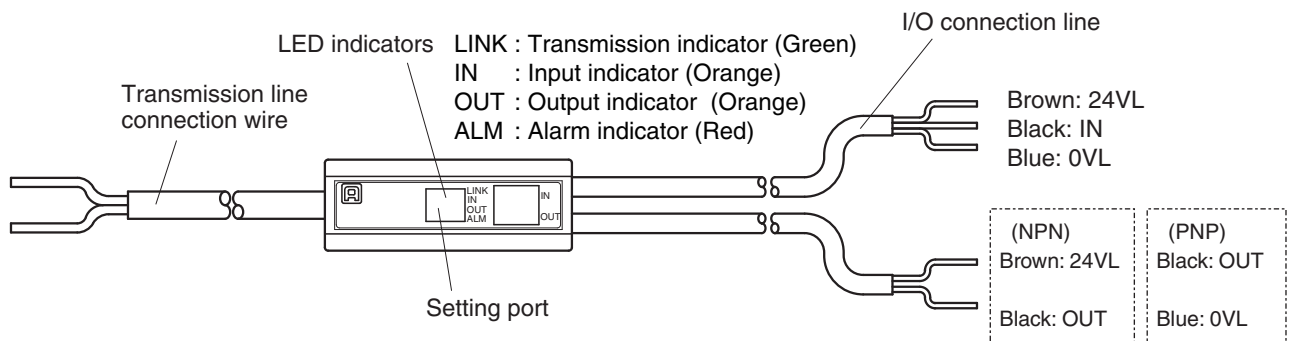 I/O connection line
LED indicators
LINK : Transmission indicator (Green)
IN : Input indicator (Orange)
OUT : Output indicator (Orange)
ALM : Alarm indicator (Red)
Transmission line
connection wire
Brown: 24VL
Black: IN
Blue: 0VL
LINK
IN
OUT
ALM
IN
OUT
Setting port
(NPN)
Brown: 24VL
Black: OUT
(PNP)
Black: OUT
Blue: 0VL